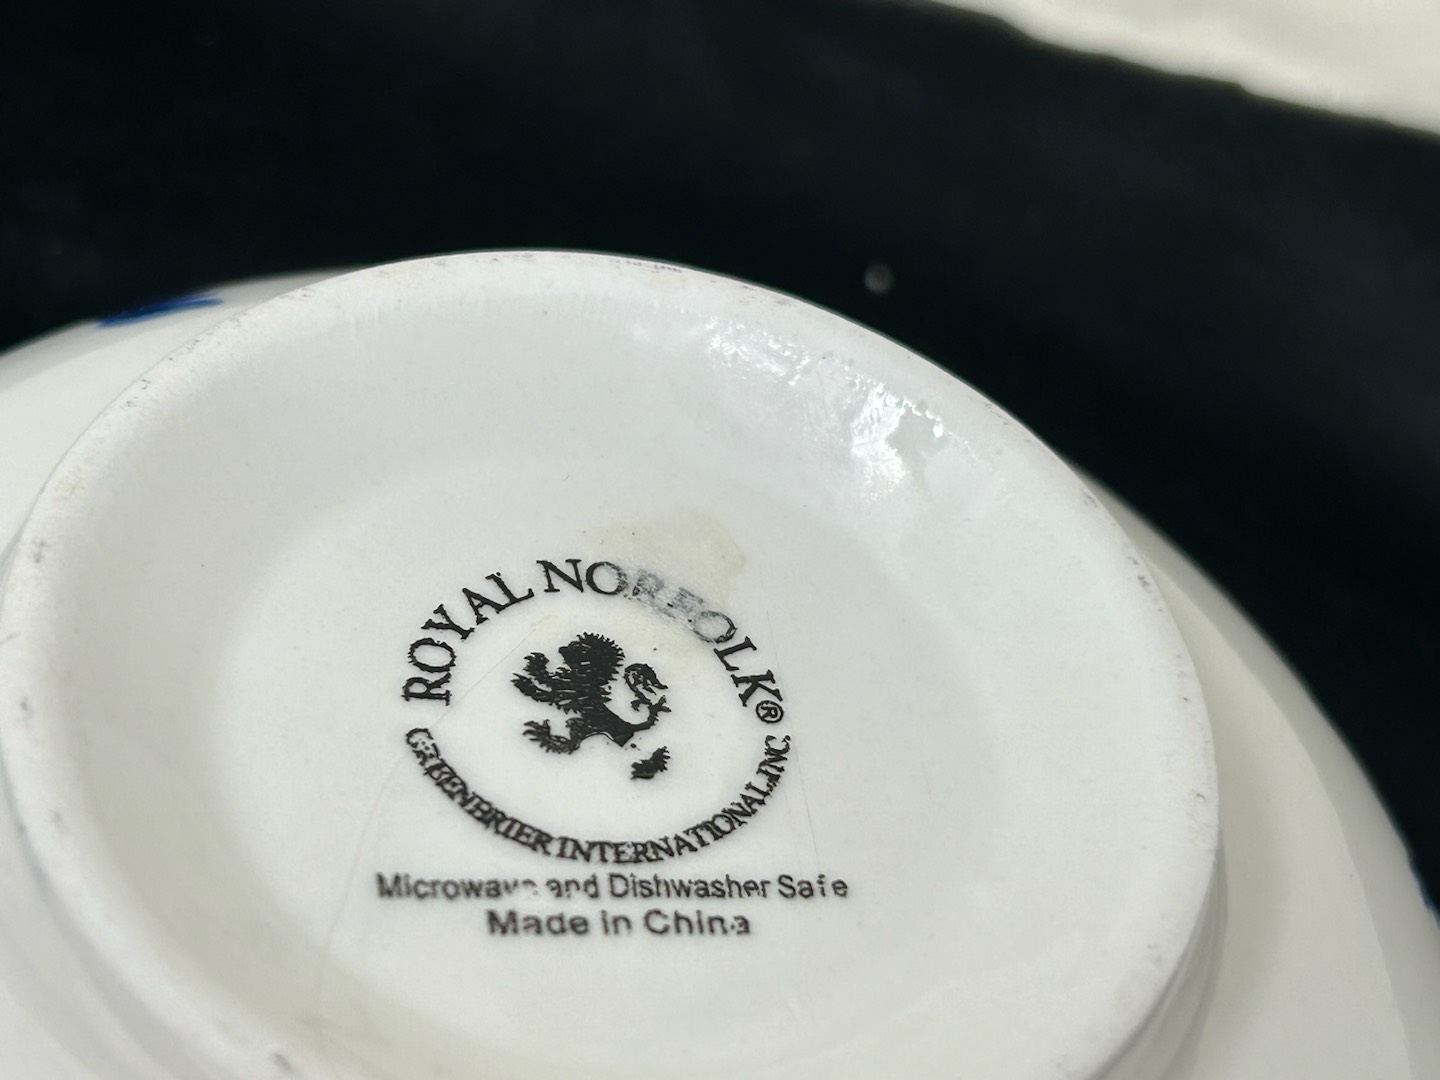 ROYAL NORFOLK®
GREENBRIER INTERNATIONAL,INC.
Microwave and Dishwasher Safe
Made in China